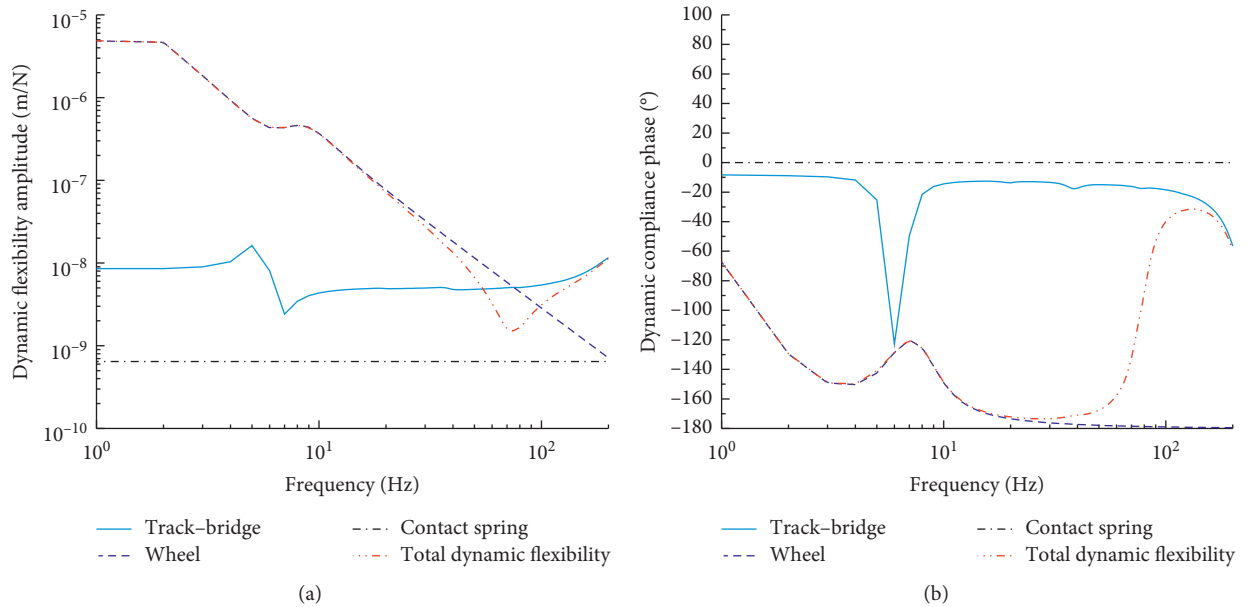 Dynamic flexibility amplitude (m/N)
10⁻⁵
10⁻⁶
10⁻⁷
10⁻⁸
10⁻⁹
10⁻¹⁰
10⁰
10¹
10²
Frequency (Hz)
Track–bridge
Wheel
Contact spring
Total dynamic flexibility
(a)
Dynamic compliance phase (°)
100
80
60
40
20
0
−20
−40
−60
−80
−100
−120
−140
−160
−180
10⁰
10¹
10²
Frequency (Hz)
Track–bridge
Wheel
Contact spring
Total dynamic flexibility
(b)